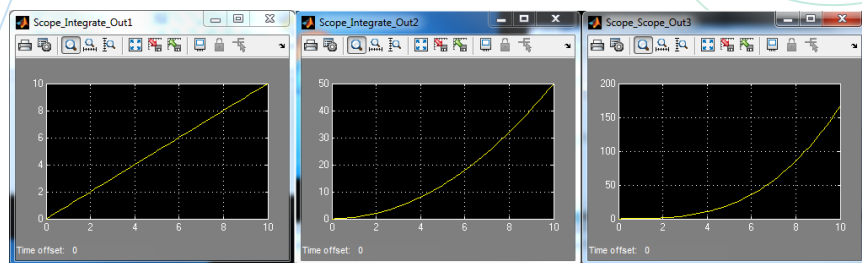 Scope_Integrate_Out1
10
8
6
4
2
0
0 2 4 6 8 10
Time offset: 0
Scope_Integrate_Out2
50
40
30
20
10
0
0 2 4 6 8 10
Time offset: 0
Scope_Scope_Out3
200
150
100
50
0
0 2 4 6 8 10
Time offset: 0